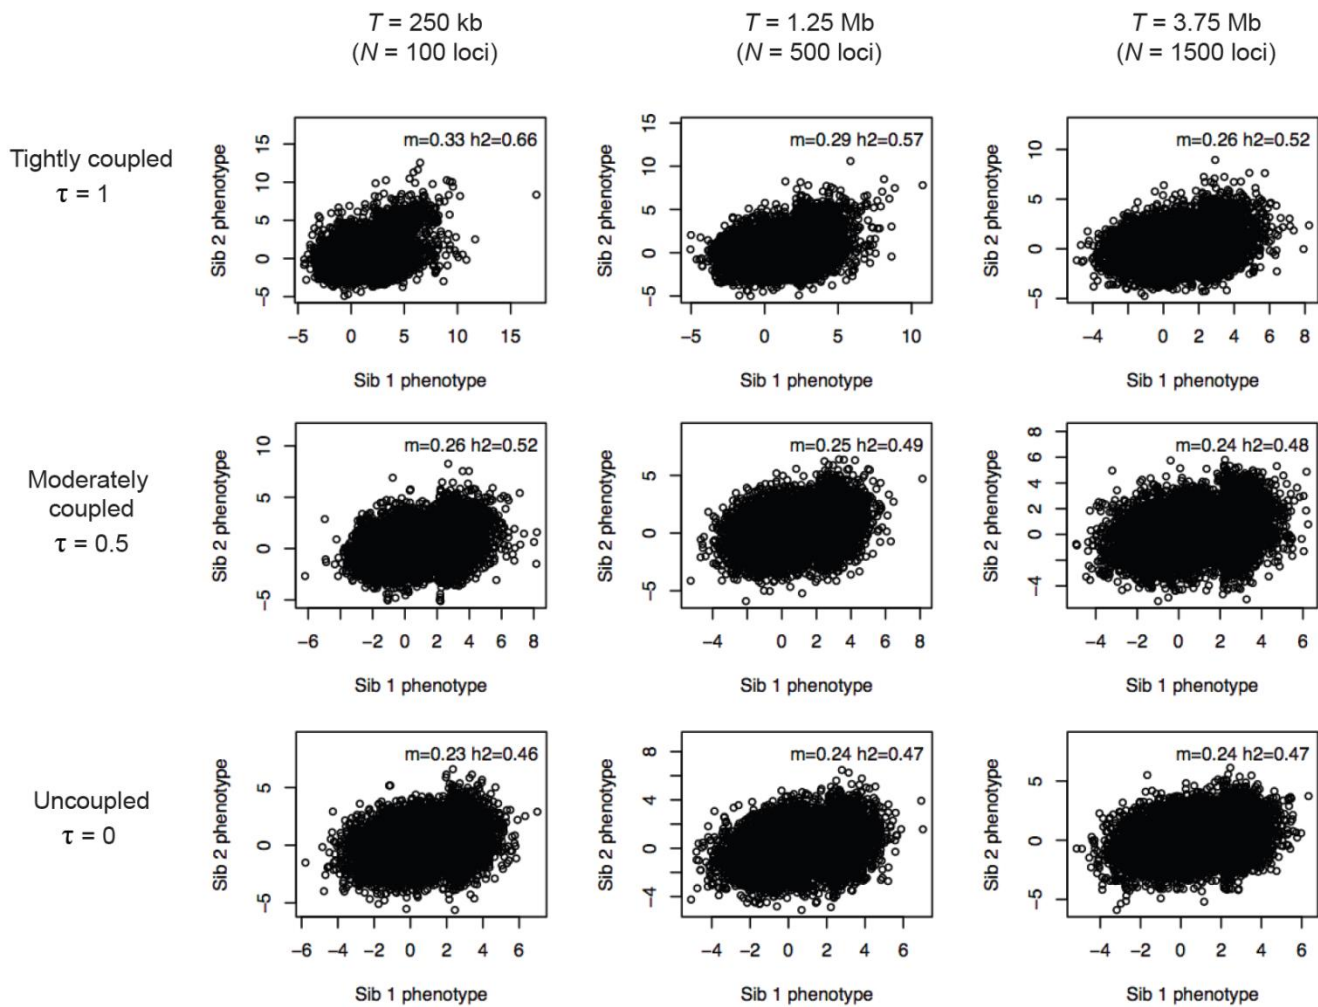 T = 250 kb
(N = 100 loci)
T = 1.25 Mb
(N = 500 loci)
T = 3.75 Mb
(N = 1500 loci)
Tightly coupled
τ = 1
m=0.33 h2=0.66
Sib 2 phenotype
−5 0 5 10 15
−5 0 5 10 15
Sib 1 phenotype
m=0.29 h2=0.57
Sib 2 phenotype
−5 0 5 10 15
−5 0 5 10
Sib 1 phenotype
m=0.26 h2=0.52
Sib 2 phenotype
−5 0 5 10
−4 0 2 4 6 8
Sib 1 phenotype
Moderately
coupled
τ = 0.5
m=0.26 h2=0.52
Sib 2 phenotype
−5 0 5 10
−6 −2 0 2 4 6 8
Sib 1 phenotype
m=0.25 h2=0.49
Sib 2 phenotype
−5 0 5
−4 0 2 4 6 8
Sib 1 phenotype
m=0.24 h2=0.48
Sib 2 phenotype
−4 0 2 4 6 8
−4 −2 0 2 4 6
Sib 1 phenotype
Uncoupled
τ = 0
m=0.23 h2=0.46
Sib 2 phenotype
−5 0 5
−6 −4 −2 0 2 4 6
Sib 1 phenotype
m=0.24 h2=0.47
Sib 2 phenotype
−4 0 4 8
−4 −2 0 2 4 6
Sib 1 phenotype
m=0.24 h2=0.47
Sib 2 phenotype
−5 0 5
−4 −2 0 2 4 6
Sib 1 phenotype